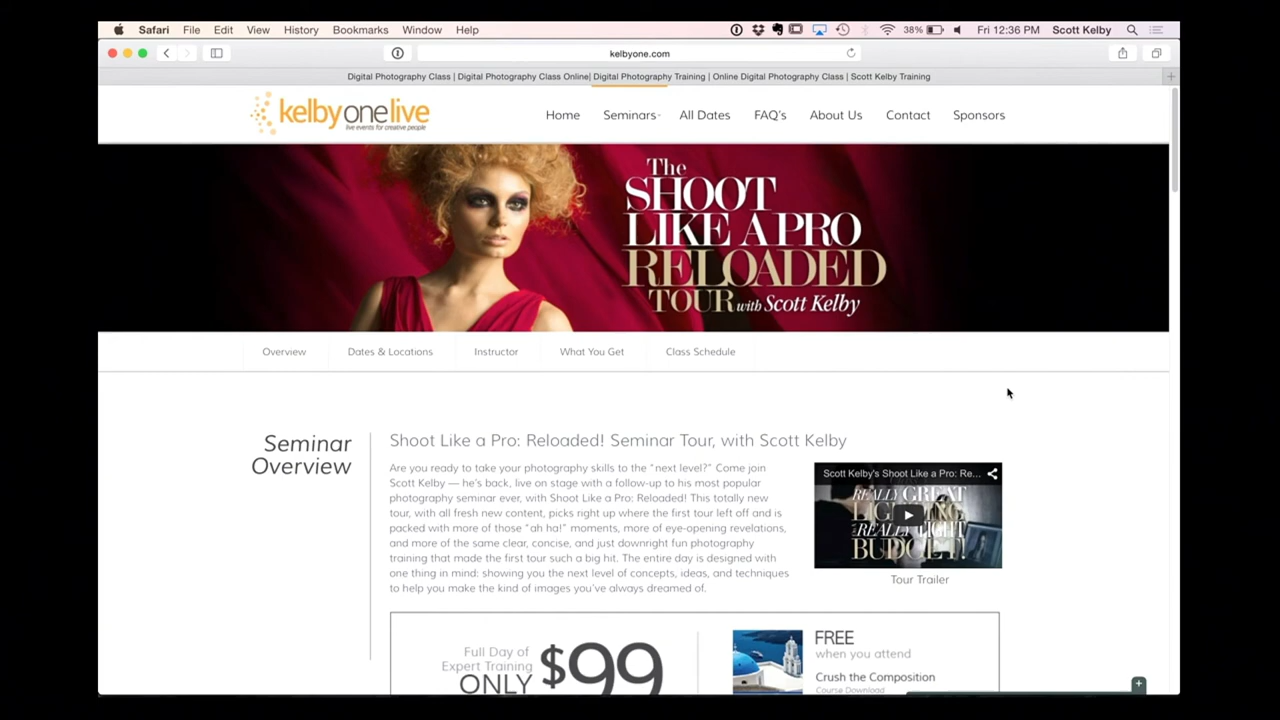 Safari File Edit View History Bookmarks Window Help 38% Fri 12:36 PM Scott Kelby
kelbyone.com
Digital Photography Class | Digital Photography Class Online| Digital Photography Training | Online Digital Photography Class | Scott Kelby Training
kelbyonelive
live events for creative people
Home Seminars All Dates FAQ's About Us Contact Sponsors
The
SHOOT
LIKE A PRO
RELOADED
TOUR with Scott Kelby
Overview Dates & Locations Instructor What You Get Class Schedule
Seminar
Overview
Shoot Like a Pro: Reloaded! Seminar Tour, with Scott Kelby
Are you ready to take your photography skills to the "next level?" Come join
Scott Kelby — he's back, live on stage with a follow-up to his most popular
photography seminar ever, with Shoot Like a Pro: Reloaded! This totally new
tour, with all fresh new content, picks right up where the first tour left off and is
packed with more of those "ah ha!" moments, more of eye-opening revelations,
and more of the same clear, concise, and just downright fun photography
training that made the first tour such a big hit. The entire day is designed with
one thing in mind: showing you the next level of concepts, ideas, and techniques
to help you make the kind of images you've always dreamed of.
Scott Kelby's Shoot Like a Pro: Re...
REALLY GREAT
LIGHTING
REALLY TIGHT
BUDGET!
Tour Trailer
Full Day of
Expert Training
ONLY
$99
FREE
when you attend
Crush the Composition
Course Download